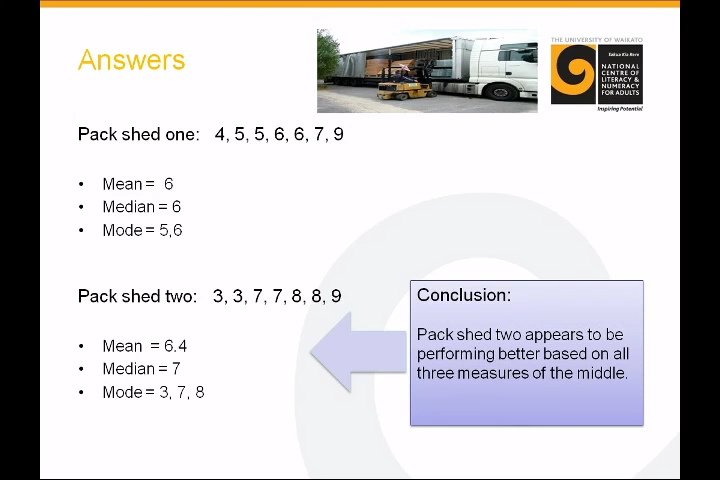 Answers
THE UNIVERSITY OF WAIKATO
NATIONAL
CENTRE OF
LITERACY &
NUMERACY
FOR ADULTS
Inspiring Potential
Pack shed one: 4, 5, 5, 6, 6, 7, 9
• Mean = 6
• Median = 6
• Mode = 5,6
Pack shed two: 3, 3, 7, 7, 8, 8, 9
• Mean = 6.4
• Median = 7
• Mode = 3, 7, 8
Conclusion:
Pack shed two appears to be
performing better based on all
three measures of the middle.